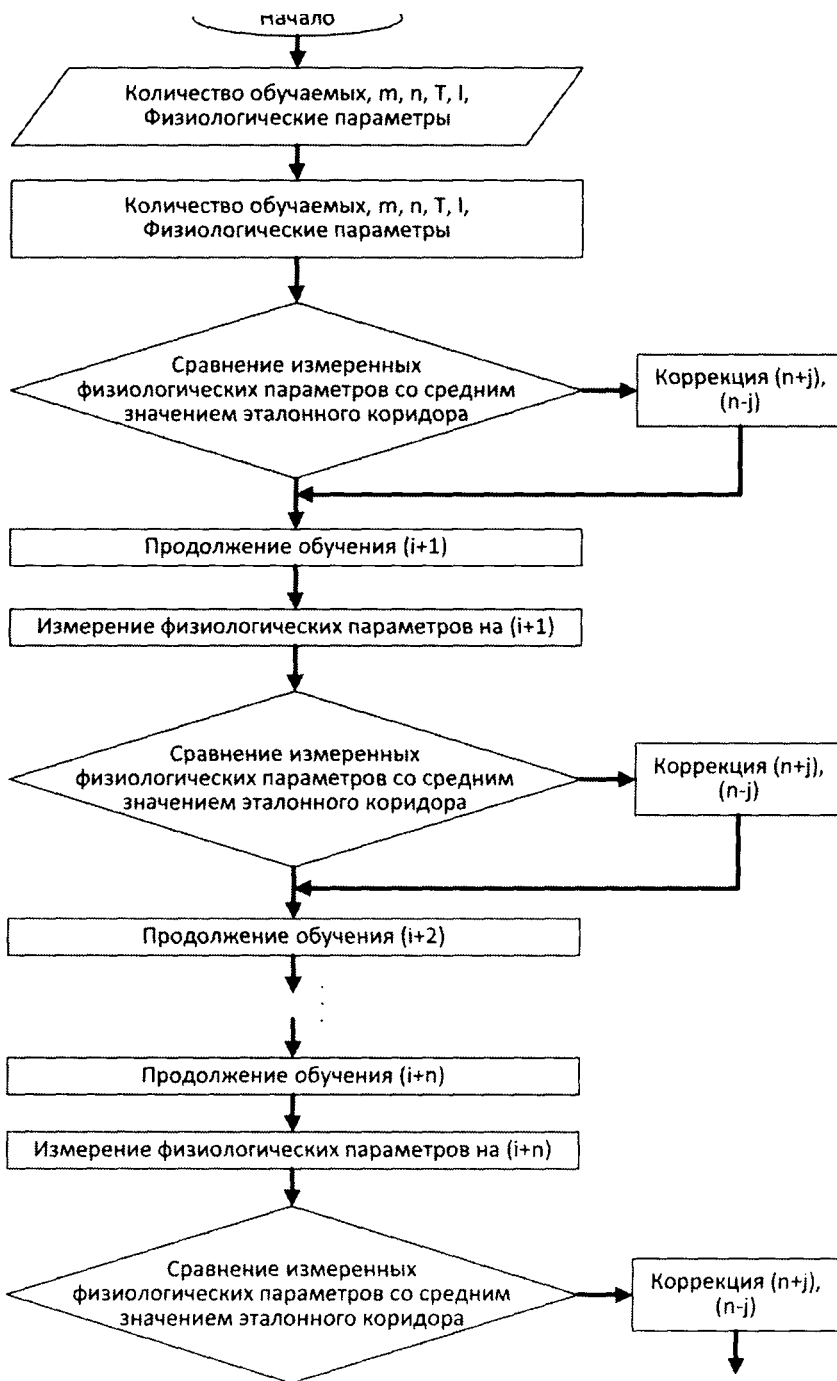 Начало
Количество обучаемых, m, n, T, I,
Физиологические параметры
Количество обучаемых, m, n, T, I,
Физиологические параметры
Сравнение измеренных
физиологических параметров со средним
значением эталонного коридора
Коррекция (n+j),
(n-j)
Продолжение обучения (i+1)
Измерение физиологических параметров на (i+1)
Сравнение измеренных
физиологических параметров со средним
значением эталонного коридора
Коррекция (n+j),
(n-j)
Продолжение обучения (i+2)
Продолжение обучения (i+n)
Измерение физиологических параметров на (i+n)
Сравнение измеренных
физиологических параметров со средним
значением эталонного коридора
Коррекция (n+j),
(n-j)